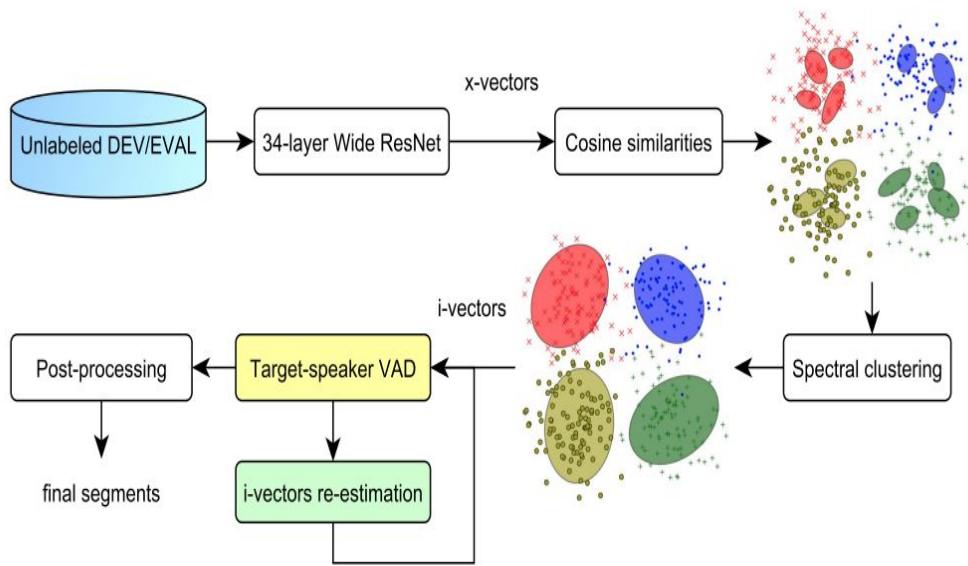 x-vectors
Unlabeled DEV/EVAL
34-layer Wide ResNet
Cosine similarities
i-vectors
Post-processing
Target-speaker VAD
Spectral clustering
final segments
i-vectors re-estimation